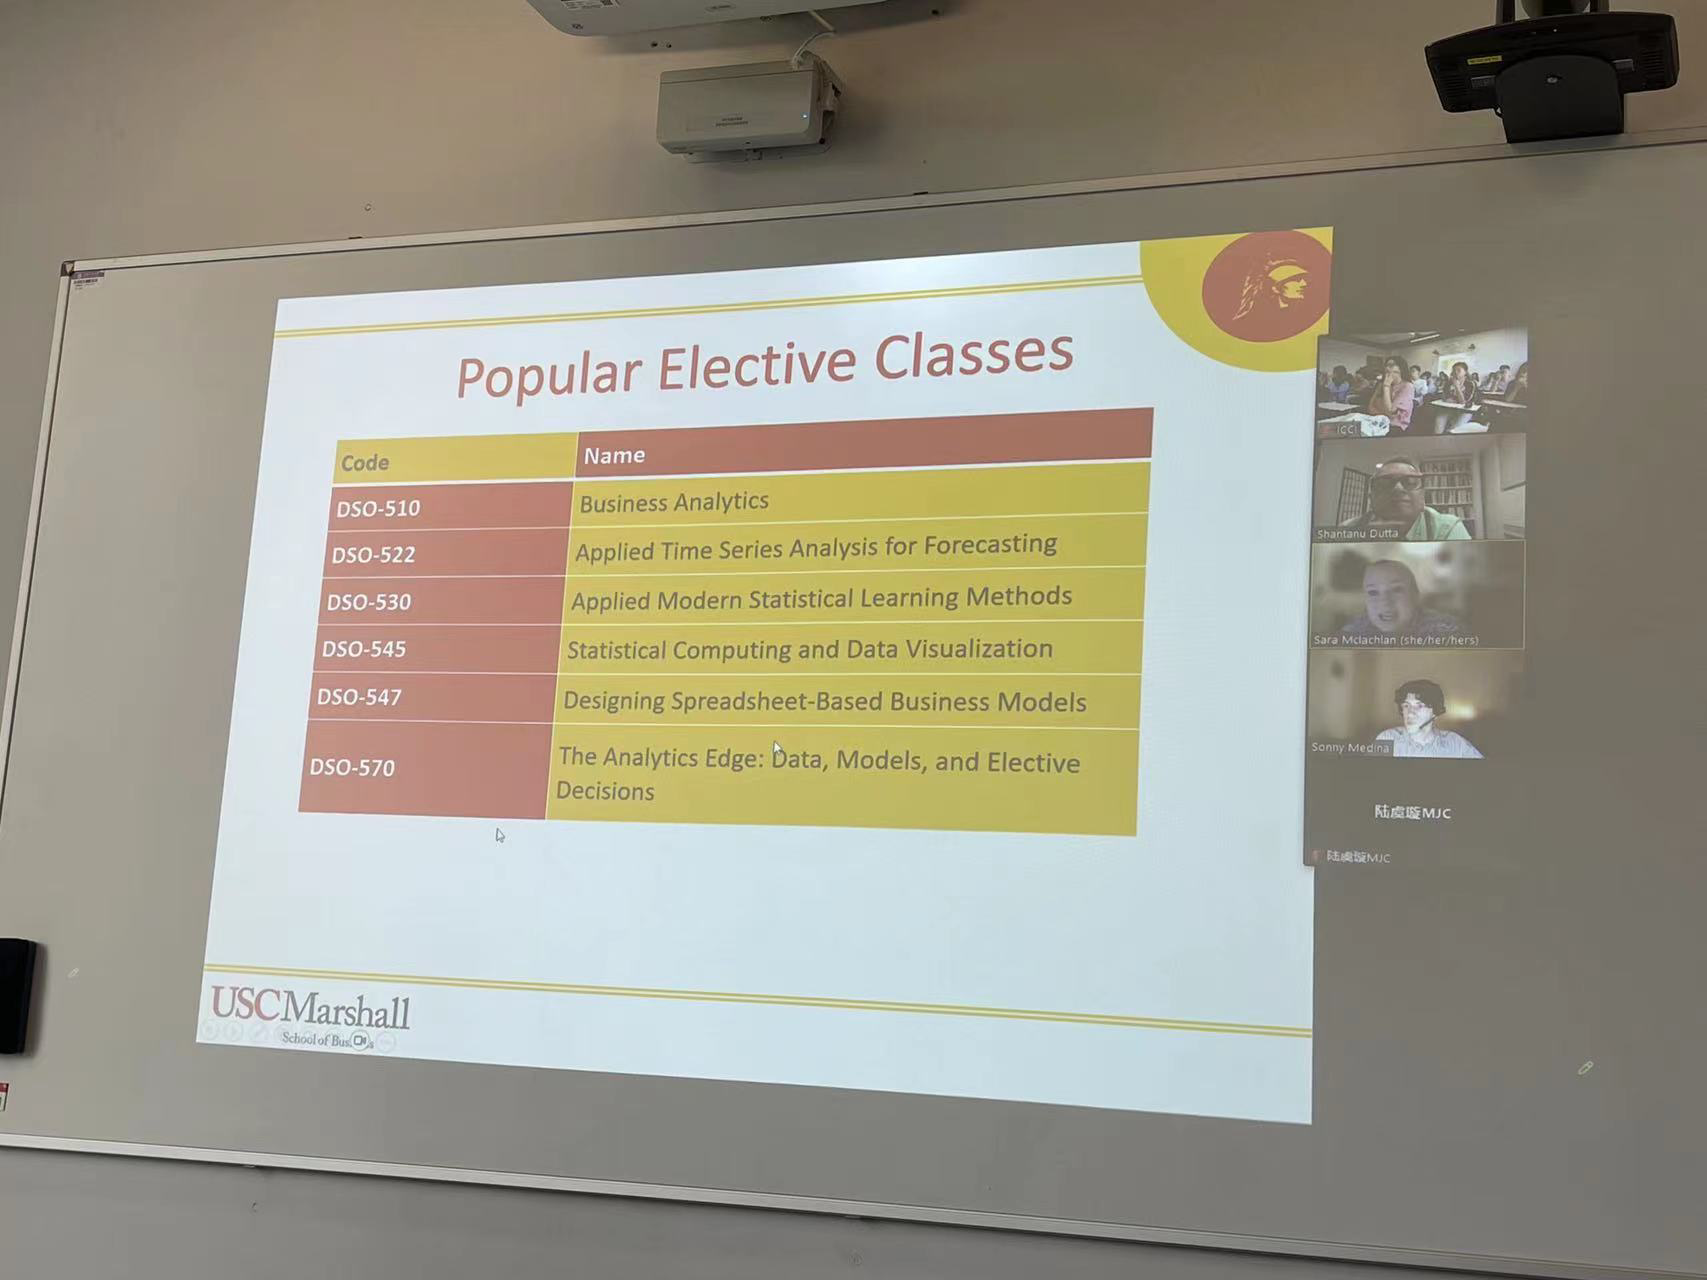 Popular Elective Classes
Code Name
DSO-510 Business Analytics
DSO-522 Applied Time Series Analysis for Forecasting
DSO-530 Applied Modern Statistical Learning Methods
DSO-545 Statistical Computing and Data Visualization
DSO-547 Designing Spreadsheet-Based Business Models
DSO-570 The Analytics Edge: Data, Models, and Elective
Decisions
USC Marshall
School of Bus
ICCI
Shantanu Dutta
Sara Mclachlan (she/her/hers)
Sonny Medina
陆虞璇MJC
陆虞璇MJC